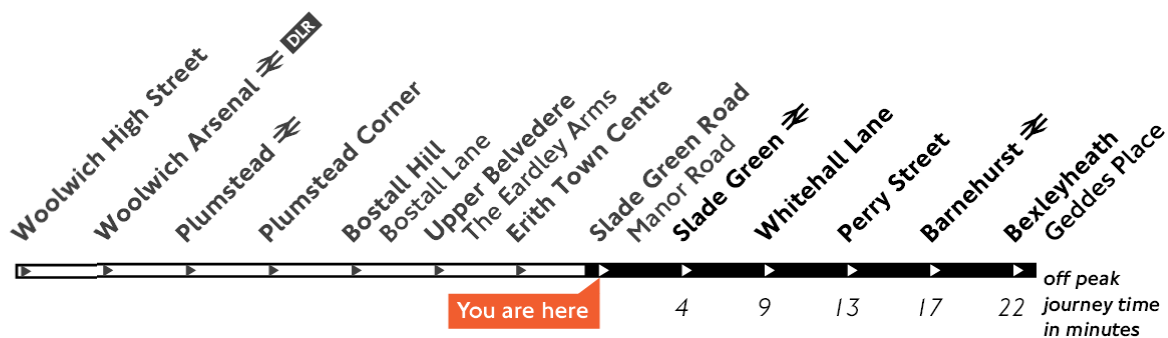 Woolwich High Street
Woolwich Arsenal DLR
Plumstead
Plumstead Corner
Bostall Hill
Bostall Lane
Upper Belvedere
The Eardley Arms
Erith Town Centre
Slade Green Road
Manor Road
Slade Green
Whitehall Lane
Perry Street
Barnehurst
Bexleyheath
Geddes Place
You are here
4 9 13 17 22
off peak
journey time
in minutes